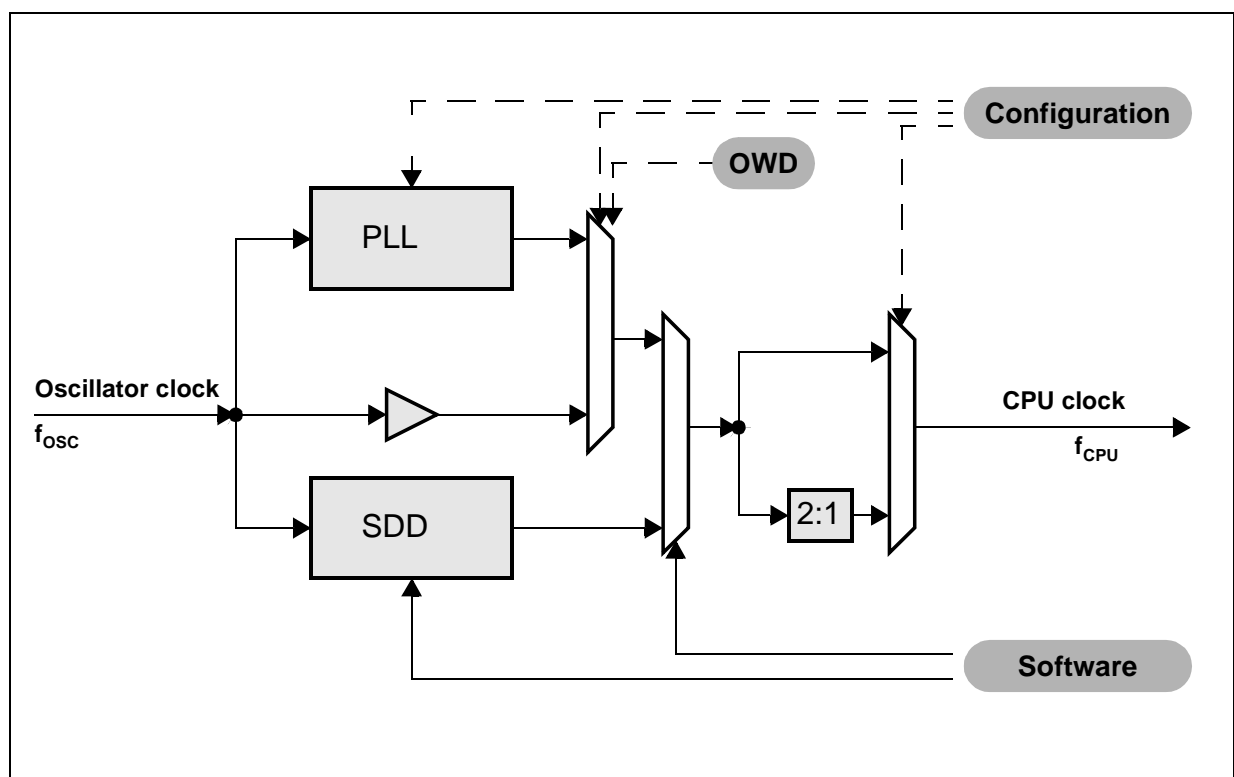 Configuration
OWD
PLL
Oscillator clock
fOSC
CPU clock
fCPU
SDD
2:1
Software